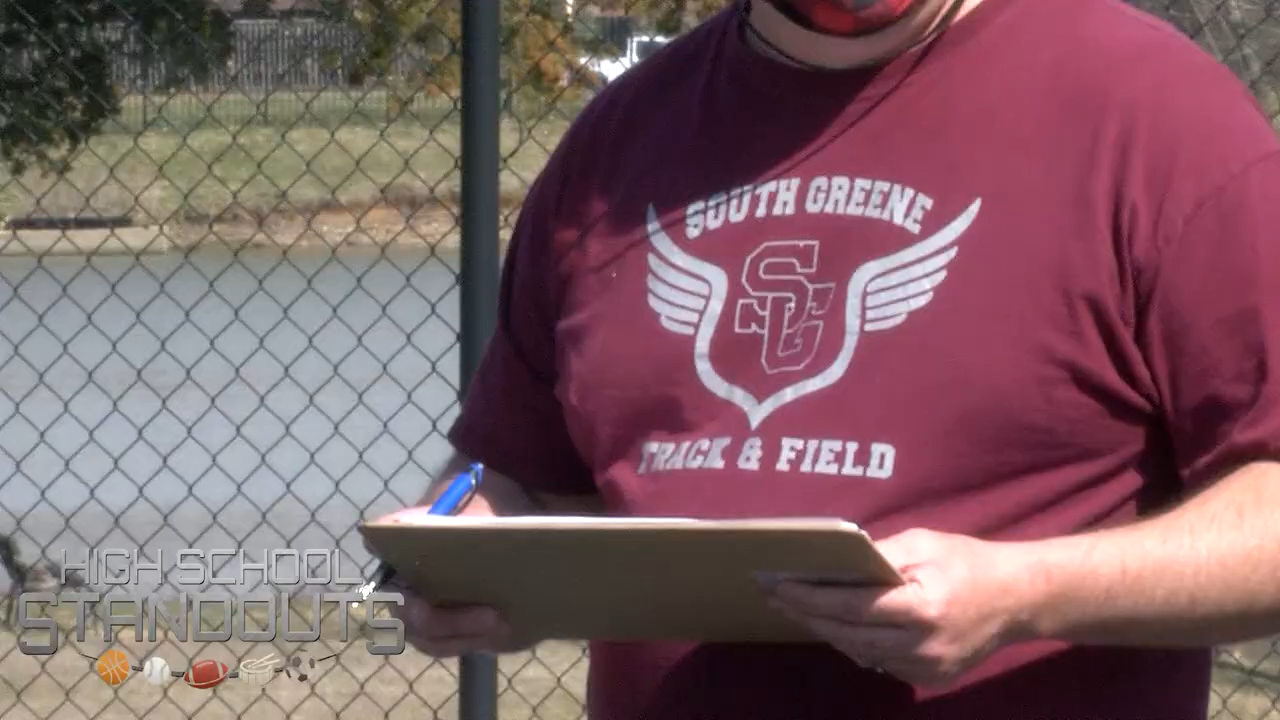 SOUTH GREENE
SG
TRACK & FIELD
HIGH SCHOOL
STANDOUTS